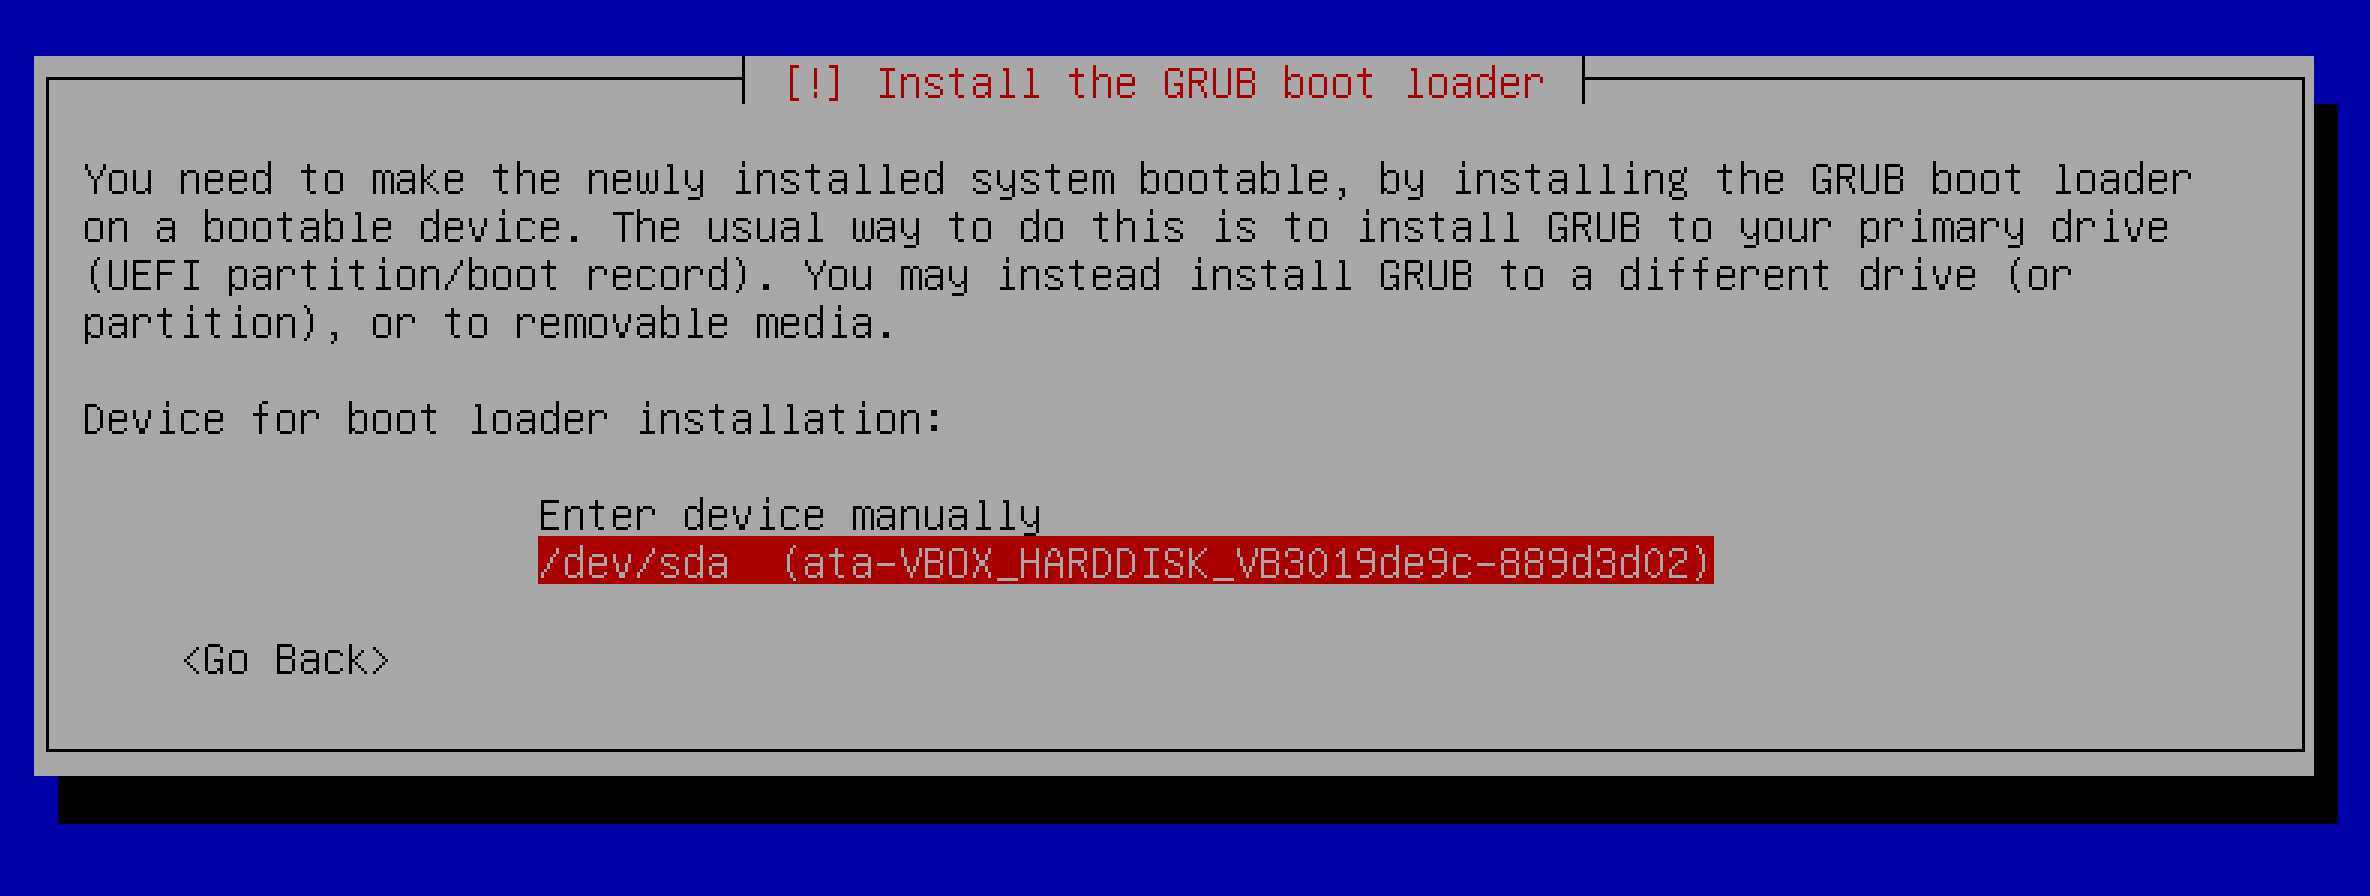 [!] Install the GRUB boot loader
You need to make the newly installed system bootable, by installing the GRUB boot loader
on a bootable device. The usual way to do this is to install GRUB to your primary drive
(UEFI partition/boot record). You may instead install GRUB to a different drive (or
partition), or to removable media.
Device for boot loader installation:
Enter device manually
/dev/sda  (ata-VBOX_HARDDISK_VB3019de9c-889d3d02)
<Go Back>